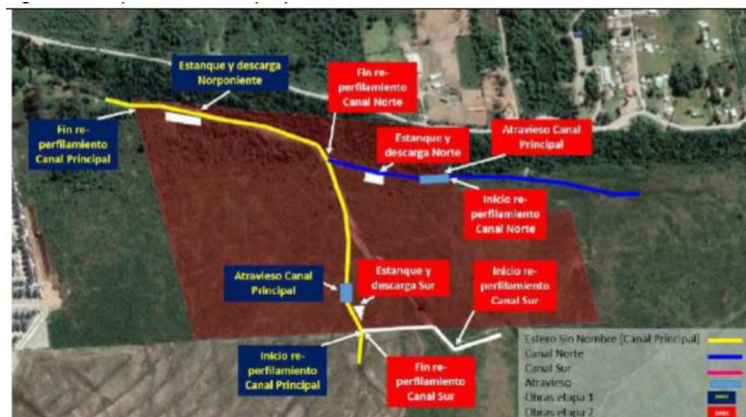 Estanque y descarga
Norponiente
Fin re-
perfilamiento
Canal Norte
Fin re-
perfilamiento
Canal Principal
Estanque y
descarga Norte
Atravieso Canal
Principal
Inicio re-
perfilamiento
Canal Norte
Atravieso Canal
Principal
Estanque y
descarga Sur
Inicio re-
perfilamiento
Canal Sur
Inicio re-
perfilamiento
Canal Principal
Fin re-
perfilamiento
Canal Sur
Estero Sin Nombre (Canal Principal)
Canal Norte
Canal Sur
Atravieso
Obras etapa 1
Obras etapa 2